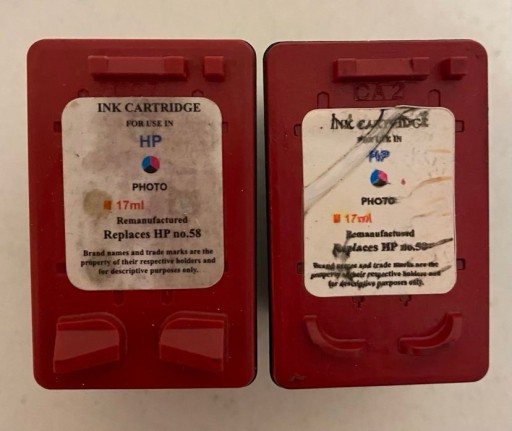 INK CARTRIDGE
FOR USE IN
HP
PHOTO
17ml
Remanufactured
Replaces HP no.58
Brand names and trade marks are the
property of their respective holders and
for descriptive purposes only.
CA 2
INK CARTRIDGE
FOR USE IN
HP
PHOTO
17ml
Remanufactured
Replaces HP no.58
Brand names and trade marks are the
property of their respective holders and
for descriptive purposes only.